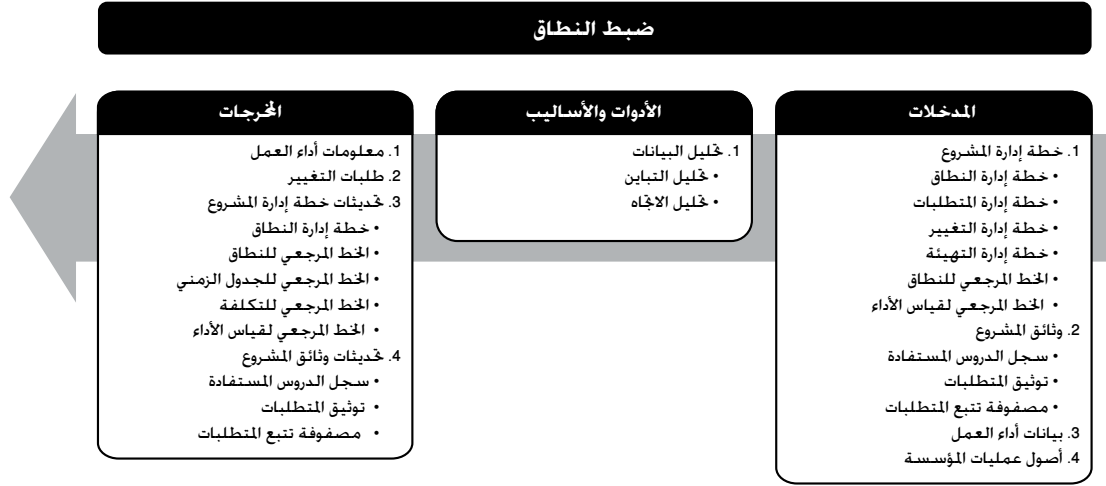 ضبط النطاق
المدخلات
1. خطة إدارة المشروع
• خطة إدارة النطاق
• خطة إدارة المتطلبات
• خطة إدارة التغيير
• خطة إدارة التهيئة
• الخط المرجعي للنطاق
• الخط المرجعي لقياس الأداء
2. وثائق المشروع
• سجل الدروس المستفادة
• توثيق المتطلبات
• مصفوفة تتبع المتطلبات
3. بيانات أداء العمل
4. أصول عمليات المؤسسة
الأدوات والأساليب
1. تحليل البيانات
• تحليل التباين
• تحليل الاتجاه
المخرجات
1. معلومات أداء العمل
2. طلبات التغيير
3. تحديثات خطة إدارة المشروع
• خطة إدارة النطاق
• الخط المرجعي للنطاق
• الخط المرجعي للجدول الزمني
• الخط المرجعي للتكلفة
• الخط المرجعي لقياس الأداء
4. تحديثات وثائق المشروع
• سجل الدروس المستفادة
• توثيق المتطلبات
• مصفوفة تتبع المتطلبات